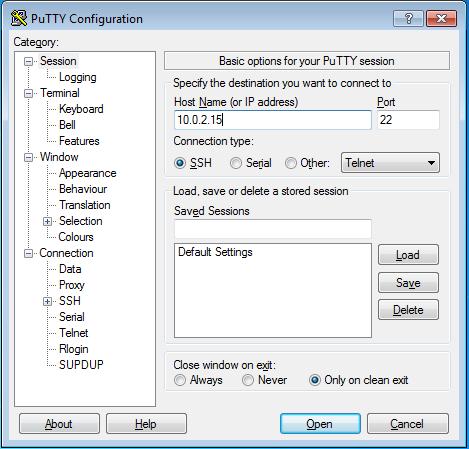 PuTTY Configuration
Category:
Session
Logging
Terminal
Keyboard
Bell
Features
Window
Appearance
Behaviour
Translation
Selection
Colours
Connection
Data
Proxy
SSH
Serial
Telnet
Rlogin
SUPDUP
Basic options for your PuTTY session
Specify the destination you want to connect to
Host Name (or IP address) Port
10.0.2.15 22
Connection type:
SSH Serial Other: Telnet
Load, save or delete a stored session
Saved Sessions
Default Settings
Load
Save
Delete
Close window on exit:
Always Never Only on clean exit
About Help Open Cancel